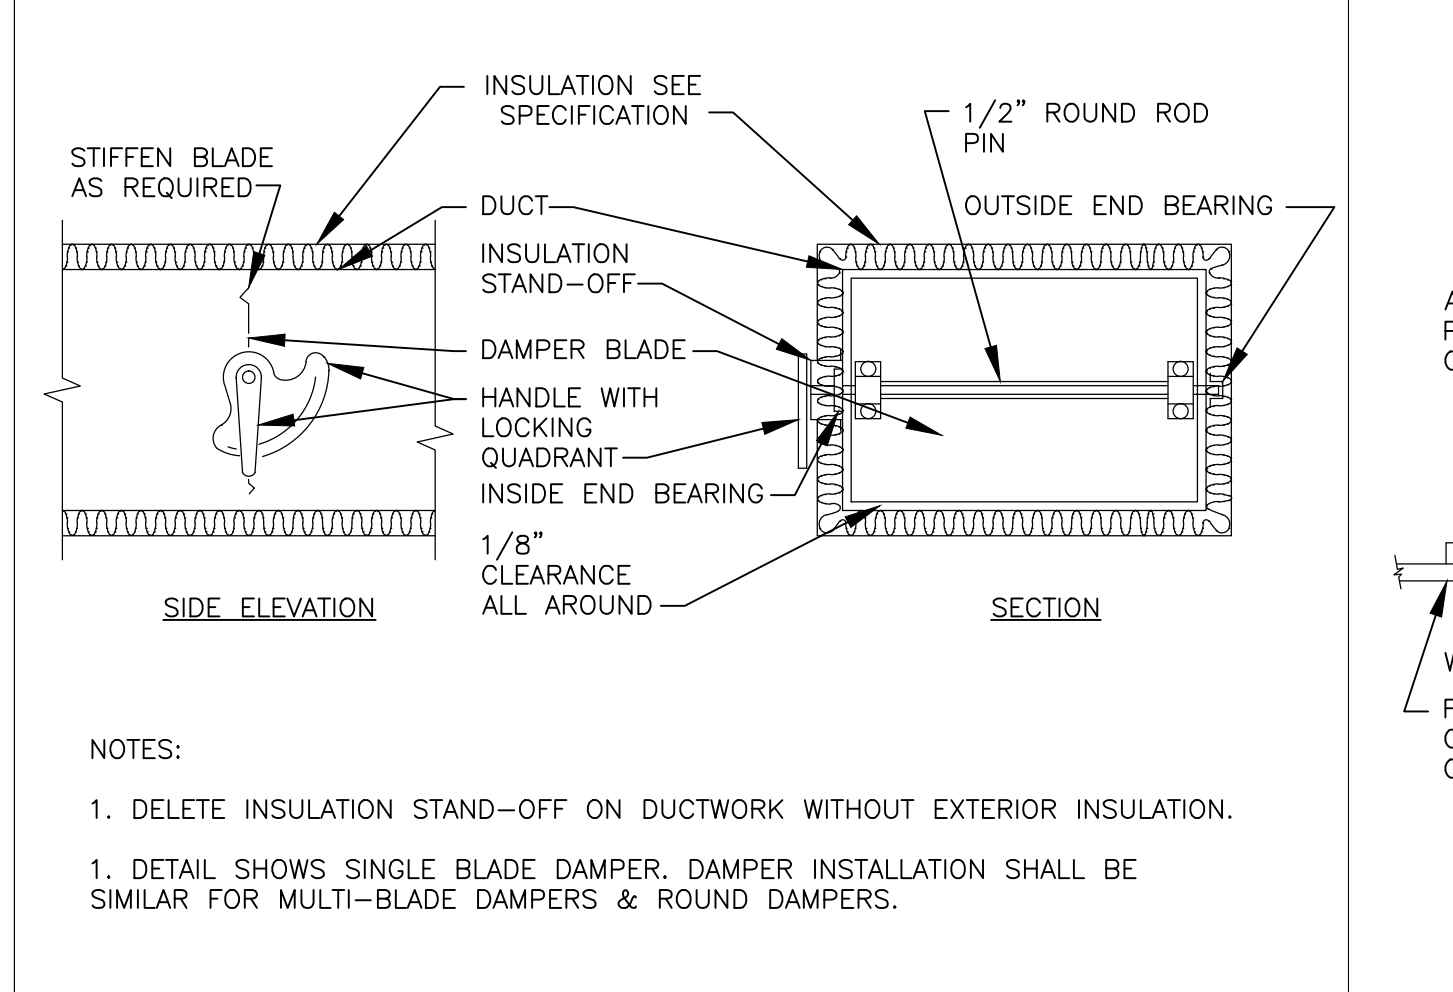 INSULATION SEE
SPECIFICATION
1/2" ROUND ROD
PIN
STIFFEN BLADE
AS REQUIRED
DUCT
OUTSIDE END BEARING
INSULATION
STAND-OFF
DAMPER BLADE
HANDLE WITH
LOCKING
QUADRANT
INSIDE END BEARING
1/8"
CLEARANCE
ALL AROUND
SIDE ELEVATION
SECTION
NOTES:
1. DELETE INSULATION STAND-OFF ON DUCTWORK WITHOUT EXTERIOR INSULATION.
1. DETAIL SHOWS SINGLE BLADE DAMPER. DAMPER INSTALLATION SHALL BE
SIMILAR FOR MULTI-BLADE DAMPERS & ROUND DAMPERS.